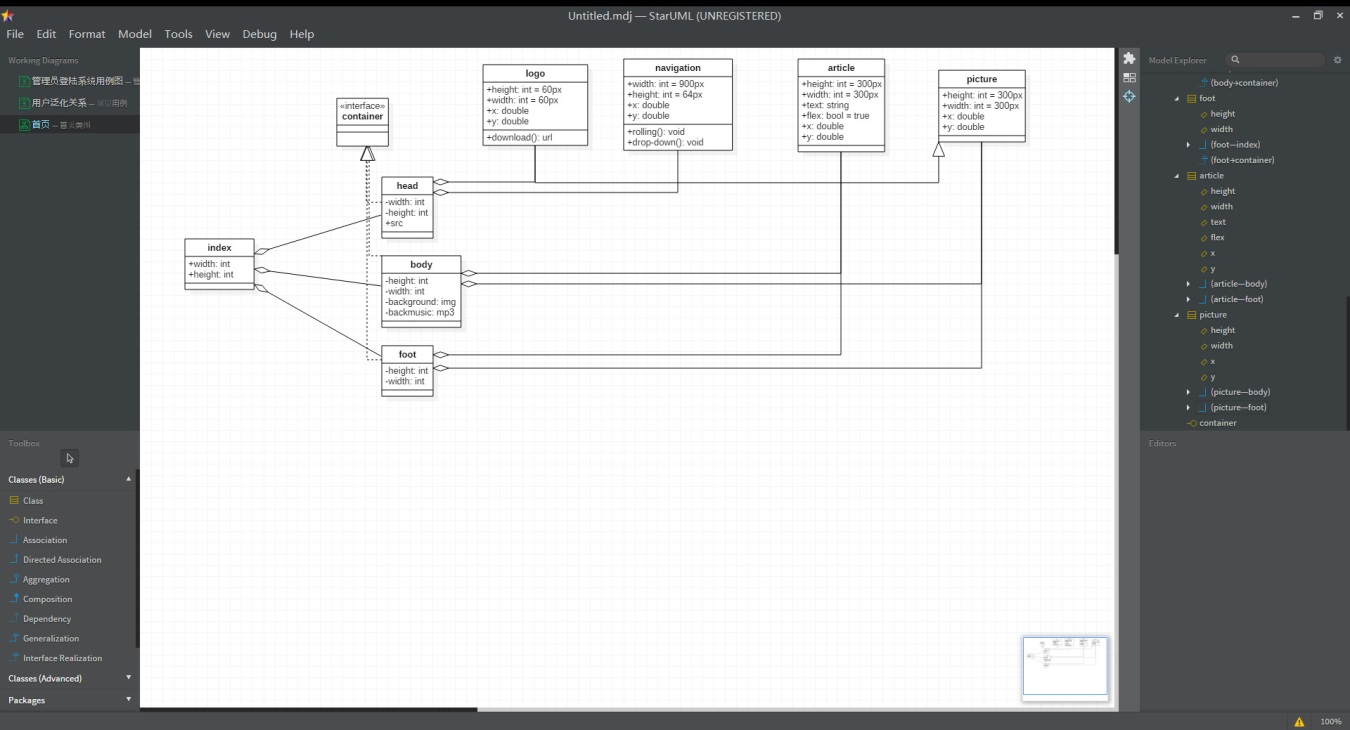 Untitled.mdj — StarUML (UNREGISTERED)
File Edit Format Model Tools View Debug Help
Working Diagrams
管理员登陆系统用例图
用户泛化关系
首页
Toolbox
Classes (Basic)
Class
Interface
Association
Directed Association
Aggregation
Composition
Dependency
Generalization
Interface Realization
Classes (Advanced)
Packages
«interface»
container
logo
+height: int = 60px
+width: int = 60px
+x: double
+y: double
+download(): url
navigation
+width: int = 900px
+height: int = 64px
+x: double
+y: double
+rolling(): void
+drop-down(): void
article
+height: int = 300px
+width: int = 300px
+text: string
+flex: bool = true
+x: double
+y: double
picture
+height: int = 300px
+width: int = 300px
+x: double
+y: double
head
-width: int
-height: int
+src
index
+width: int
+height: int
body
-height: int
-width: int
-background: img
-backmusic: mp3
foot
-height: int
-width: int
Model Explorer
(body→container)
foot
height
width
(foot—index)
(foot→container)
article
height
width
text
flex
x
y
(article—body)
(article—foot)
picture
height
width
x
y
(picture—body)
(picture—foot)
container
Editors
100%